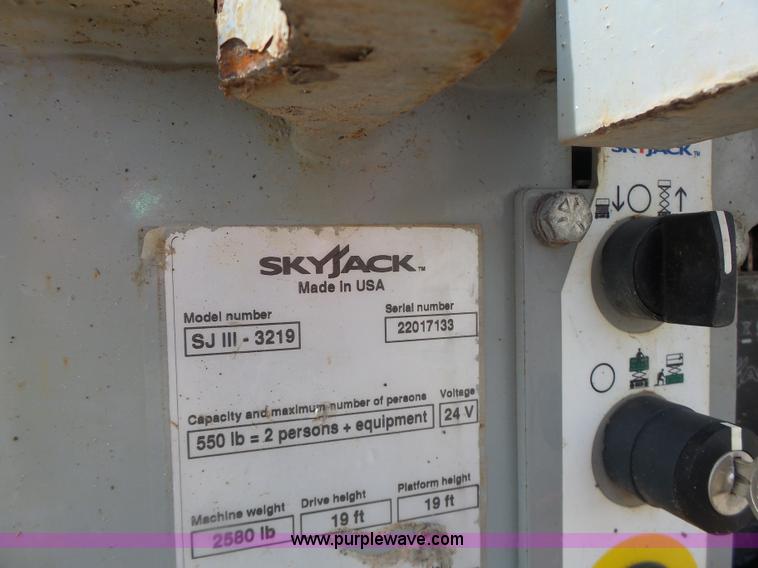 SKYJACK
SKYJACK™
Made in USA
Model number
SJ III - 3219
Serial number
22017133
Capacity and maximum number of persons
550 lb = 2 persons + equipment
Voltage
24 V
Machine weight
2580 lb
Drive height
19 ft
Platform height
19 ft
www.purplewave.com